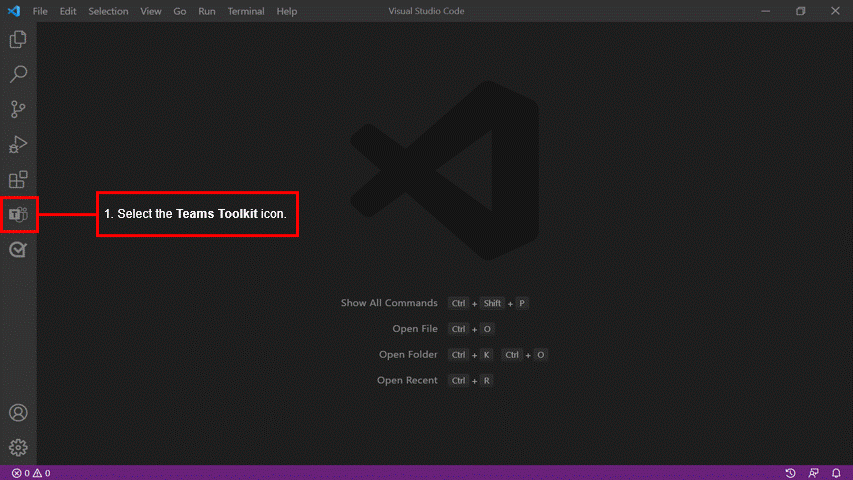 File Edit Selection View Go Run Terminal Help
Visual Studio Code
1. Select the Teams Toolkit icon.
Show All Commands Ctrl + Shift + P
Open File Ctrl + O
Open Folder Ctrl + K Ctrl + O
Open Recent Ctrl + R
0 0